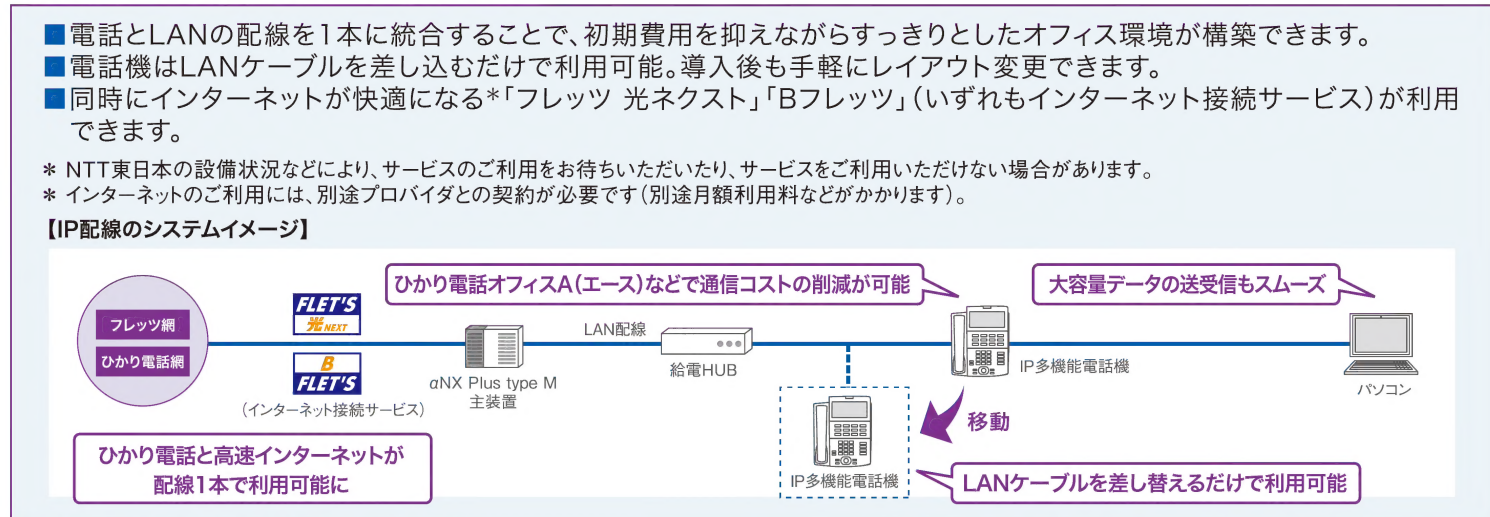 ■電話とLANの配線を1本に統合することで、初期費用を抑えながらすっきりとしたオフィス環境が構築できます。
■電話機はLANケーブルを差し込むだけで利用可能。導入後も手軽にレイアウト変更できます。
■同時にインターネットが快適になる*「フレッツ 光ネクスト」「Bフレッツ」(いずれもインターネット接続サービス)が利用
できます。
* NTT東日本の設備状況などにより、サービスのご利用をお待ちいただいたり、サービスをご利用いただけない場合があります。
* インターネットのご利用には、別途プロバイダとの契約が必要です(別途月額利用料などがかかります)。
【IP配線のシステムイメージ】
ひかり電話オフィスA(エース)などで通信コストの削減が可能
大容量データの送受信もスムーズ
フレッツ網
ひかり電話網
FLET'S
光 NEXT
B
FLET'S
(インターネット接続サービス)
αNX Plus type M
主装置
LAN配線
給電HUB
IP多機能電話機
パソコン
移動
IP多機能電話機
ひかり電話と高速インターネットが
配線1本で利用可能に
LANケーブルを差し替えるだけで利用可能